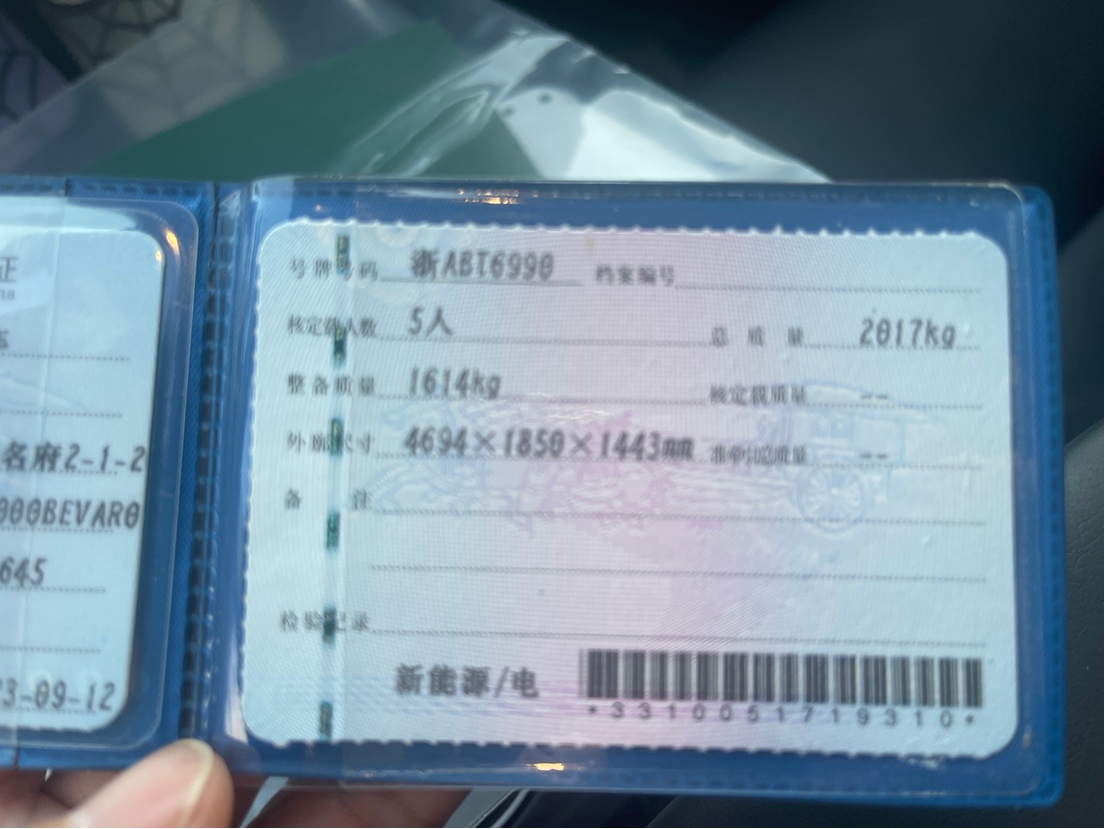 证
na
名府2-1-2
000BEVAR0
645
3-09-12
号牌号码 浙ABT6990 档案编号
核定载人数 5人 总质量 2017kg
整备质量 1614kg 核定载质量 --
外廓尺寸 4694×1850×1443mm 准牵引总质量 --
备注
检验记录
新能源/电
*3310051719310*